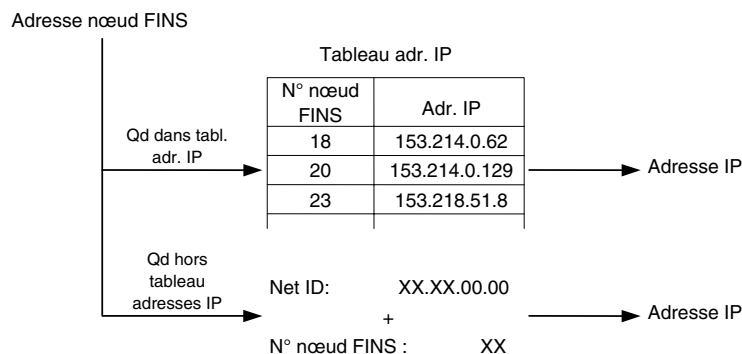 Adresse nœud FINS
Tableau adr. IP
N° nœud
FINS
Adr. IP
Qd dans tabl.
adr. IP
18 153.214.0.62
20 153.214.0.129
23 153.218.51.8
Adresse IP
Qd hors
tableau
adresses IP
Net ID: XX.XX.00.00
+
N° nœud FINS : XX
Adresse IP